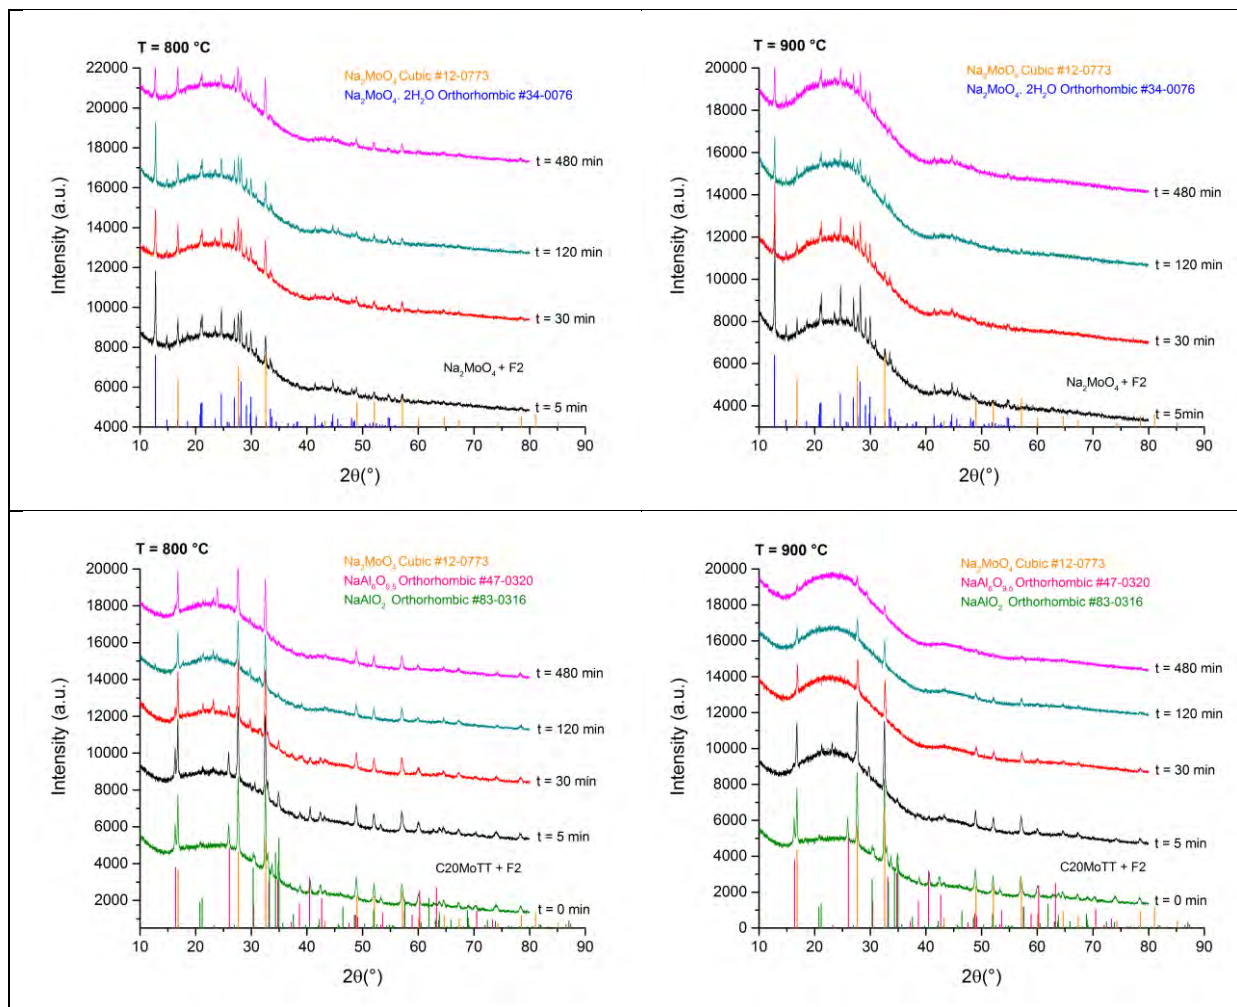 T = 800 °C
Na₂MoO₄ Cubic #12-0773
Na₂MoO₄. 2H₂O Orthorhombic #34-0076
22000
20000
18000
16000
14000
12000
10000
8000
6000
4000
Intensity (a.u.)
t = 480 min
t = 120 min
t = 30 min
Na₂MoO₄ + F2
t = 5 min
10 20 30 40 50 60 70 80 90
2θ(°)
T = 900 °C
Na₂MoO₄ Cubic #12-0773
Na₂MoO₄. 2H₂O Orthorhombic #34-0076
20000
18000
16000
14000
12000
10000
8000
6000
4000
Intensity (a.u.)
t = 480 min
t = 120 min
t = 30 min
Na₂MoO₄ + F2
t = 5min
10 20 30 40 50 60 70 80 90
2θ(°)
T = 800 °C
Na₂MoO₄ Cubic #12-0773
NaAl₆O₉.₅ Orthorhombic #47-0320
NaAlO₂ Orthorhombic #83-0316
20000
18000
16000
14000
12000
10000
8000
6000
4000
2000
Intensity (a.u.)
t = 480 min
t = 120 min
t = 30 min
t = 5 min
C20MoTT + F2
t = 0 min
10 20 30 40 50 60 70 80 90
2θ(°)
T = 900 °C
Na₂MoO₄ Cubic #12-0773
NaAl₆O₉.₅ Orthorhombic #47-0320
NaAlO₂ Orthorhombic #83-0316
20000
18000
16000
14000
12000
10000
8000
6000
4000
2000
0
Intensity (a.u.)
t = 480 min
t = 120 min
t = 30 min
t = 5 min
C20MoTT + F2
t = 0 min
10 20 30 40 50 60 70 80 90
2θ(°)